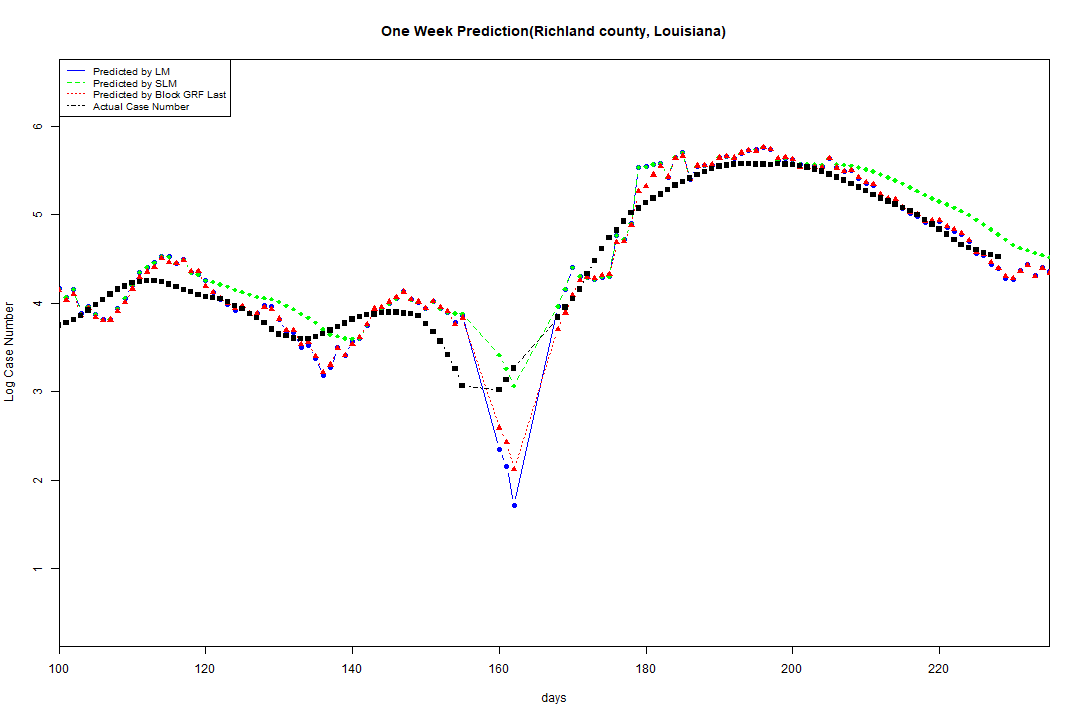 One Week Prediction(Richland county, Louisiana)
Predicted by LM
Predicted by SLM
Predicted by Block GRF Last
Actual Case Number
6
5
4
3
2
1
Log Case Number
100 120 140 160 180 200 220
days